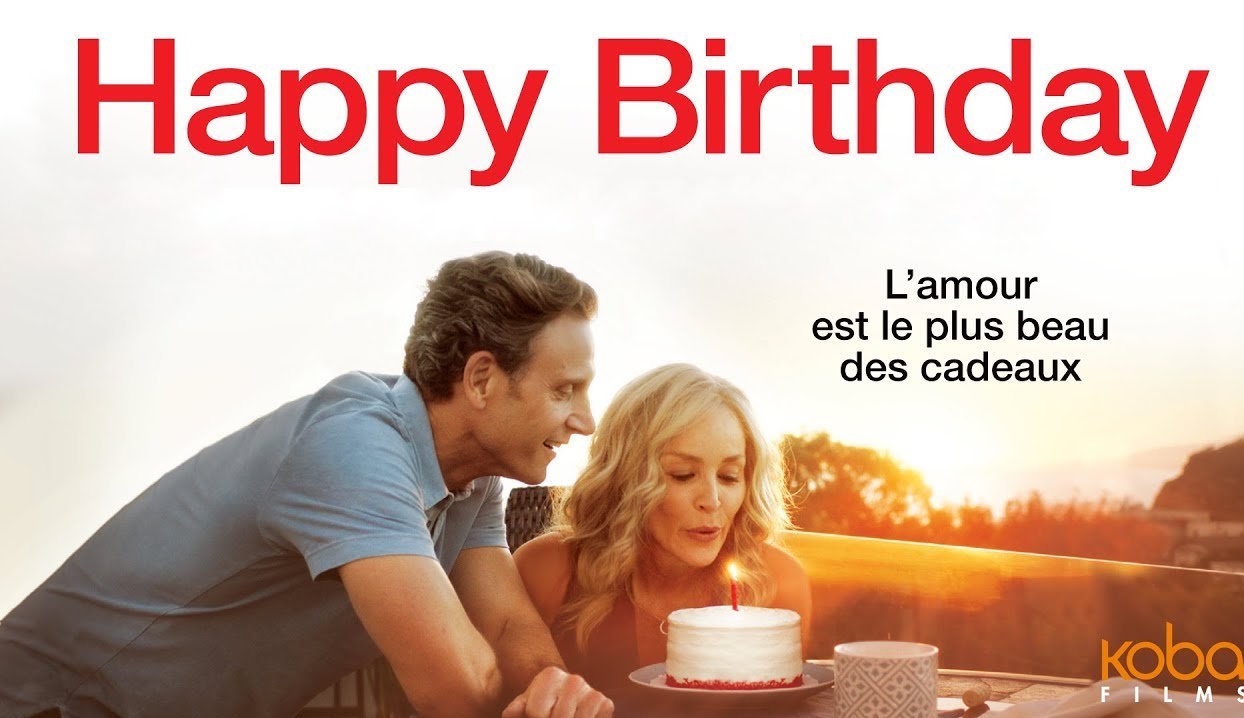 Happy Birthday
L’amour
est le plus beau
des cadeaux
koba
FILMS